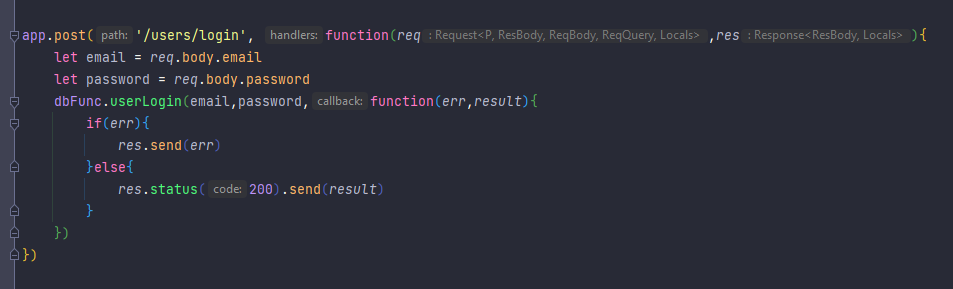 app.post( path: '/users/login', handlers: function(req : Request<P, ResBody, ReqBody, ReqQuery, Locals> ,res : Response<ResBody, Locals> ){
let email = req.body.email
let password = req.body.password
dbFunc.userLogin(email,password, callback: function(err,result){
if(err){
res.send(err)
}else{
res.status( code: 200).send(result)
}
})
})